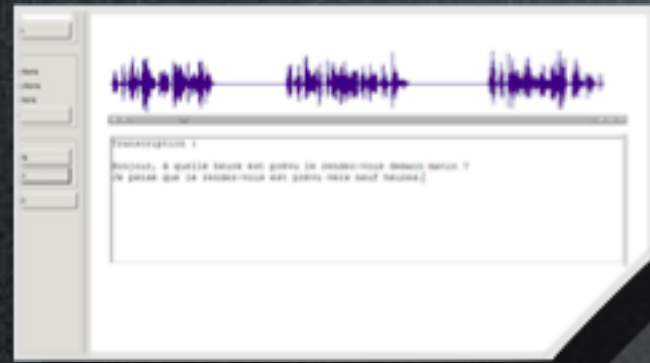 Transcription :
Bonjour, à quelle heure est prévu le rendez-vous demain matin ?
Je pense que le rendez-vous est prévu vers neuf heures.